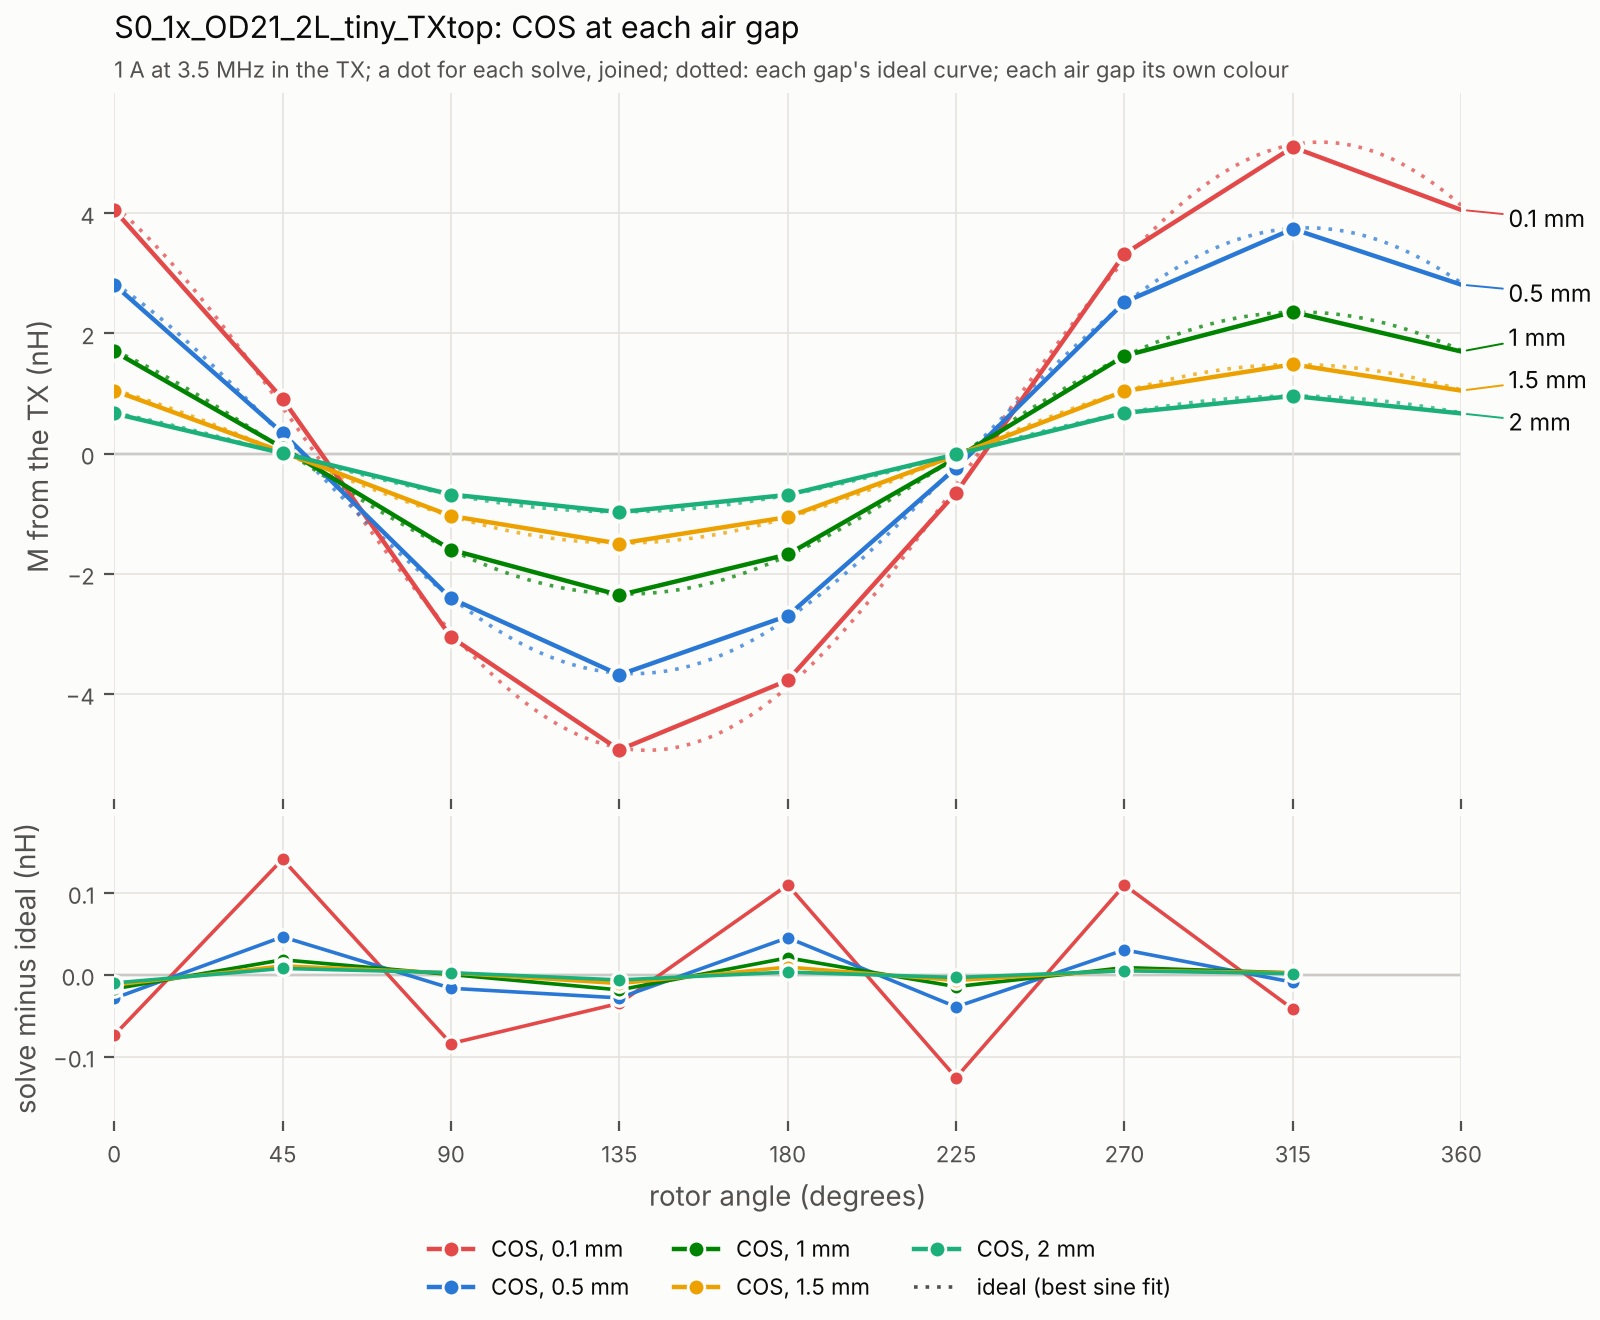 S0_1x_OD21_2L_tiny_TXtop: COS at each air gap
1 A at 3.5 MHz in the TX; a dot for each solve, joined; dotted: each gap's ideal curve; each air gap its own colour
M from the TX (nH)
4
2
0
−2
−4
0.1 mm
0.5 mm
1 mm
1.5 mm
2 mm
solve minus ideal (nH)
0.1
0.0
−0.1
0 45 90 135 180 225 270 315 360
rotor angle (degrees)
COS, 0.1 mm COS, 1 mm COS, 2 mm
COS, 0.5 mm COS, 1.5 mm ideal (best sine fit)